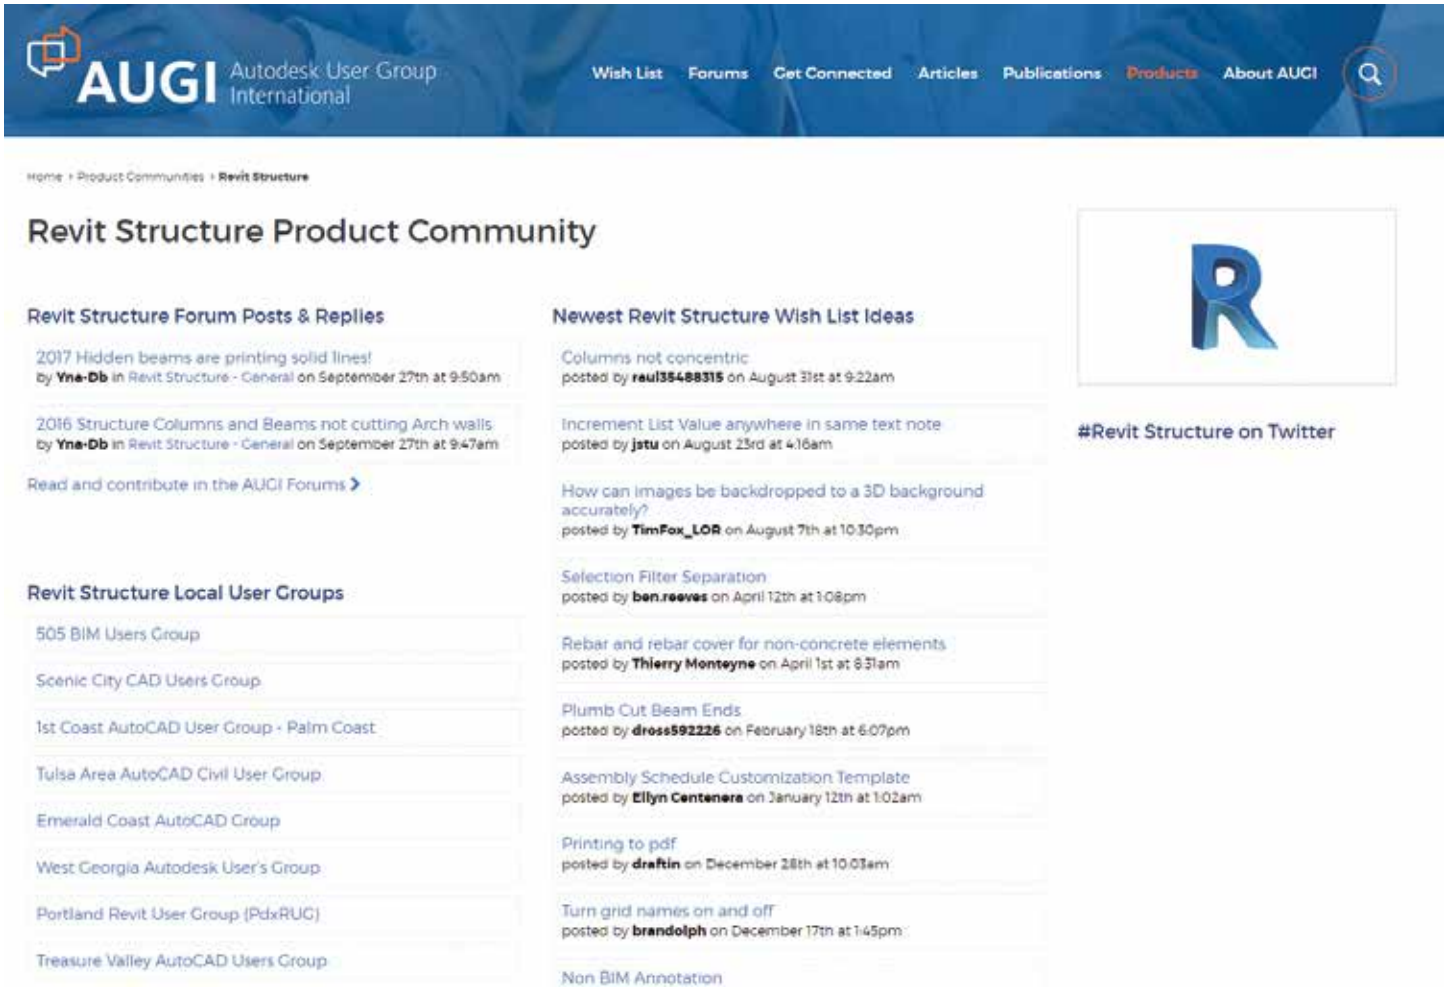 AUGI
Autodesk User Group
International
Wish List Forums Get Connected Articles Publications Products About AUGI
Home › Product Communities › Revit Structure
Revit Structure Product Community
Revit Structure Forum Posts & Replies
2017 Hidden beams are printing solid lines!
by Yna-Db in Revit Structure - General on September 27th at 9:50am
2016 Structure Columns and Beams not cutting Arch walls
by Yna-Db in Revit Structure - General on September 27th at 9:47am
Read and contribute in the AUGI Forums
Revit Structure Local User Groups
505 BIM Users Group
Scenic City CAD Users Group
1st Coast AutoCAD User Group - Palm Coast
Tulsa Area AutoCAD Civil User Group
Emerald Coast AutoCAD Group
West Georgia Autodesk User's Group
Portland Revit User Group (PdxRUG)
Treasure Valley AutoCAD Users Group
Newest Revit Structure Wish List Ideas
Columns not concentric
posted by raul35488315 on August 31st at 9:22am
Increment List Value anywhere in same text note
posted by jstu on August 23rd at 4:16am
How can images be backdropped to a 3D background
accurately?
posted by TimFox_LOR on August 7th at 10:30pm
Selection Filter Separation
posted by ben.reeves on April 12th at 1:08pm
Rebar and rebar cover for non-concrete elements
posted by Thierry Monteyne on April 1st at 8:31am
Plumb Cut Beam Ends
posted by dross592226 on February 18th at 6:07pm
Assembly Schedule Customization Template
posted by Ellyn Centenera on January 12th at 1:02am
Printing to pdf
posted by draftin on December 28th at 10:03am
Turn grid names on and off
posted by brandolph on December 17th at 1:45pm
Non BIM Annotation
R
#Revit Structure on Twitter